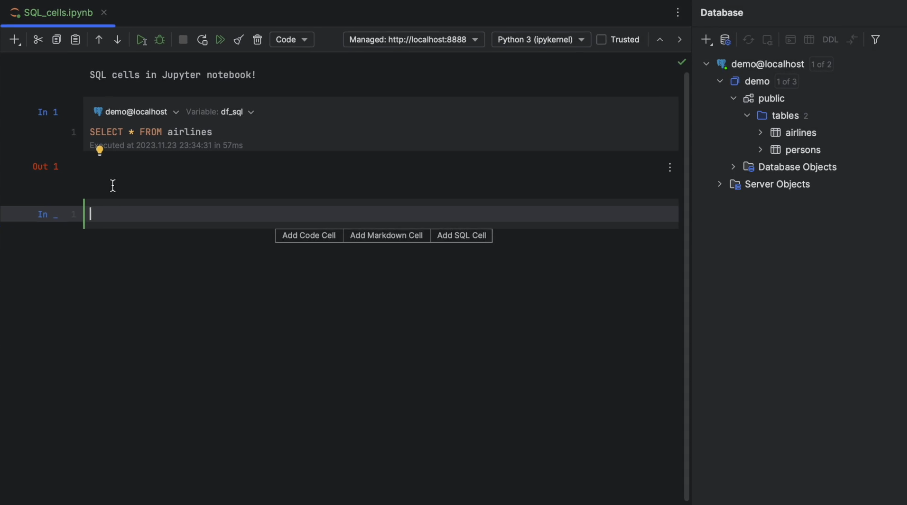 SQL_cells.ipynb
Code
Managed: http://localhost:8888
Python 3 (ipykernel)
Trusted
SQL cells in Jupyter notebook!
In 1
demo@localhost
Variable: df_sql
1
SELECT * FROM airlines
Executed at 2023.11.23 23:34:31 in 57ms
Out 1
In _
1
Add Code Cell
Add Markdown Cell
Add SQL Cell
Database
DDL
demo@localhost 1 of 2
demo 1 of 3
public
tables 2
airlines
persons
Database Objects
Server Objects